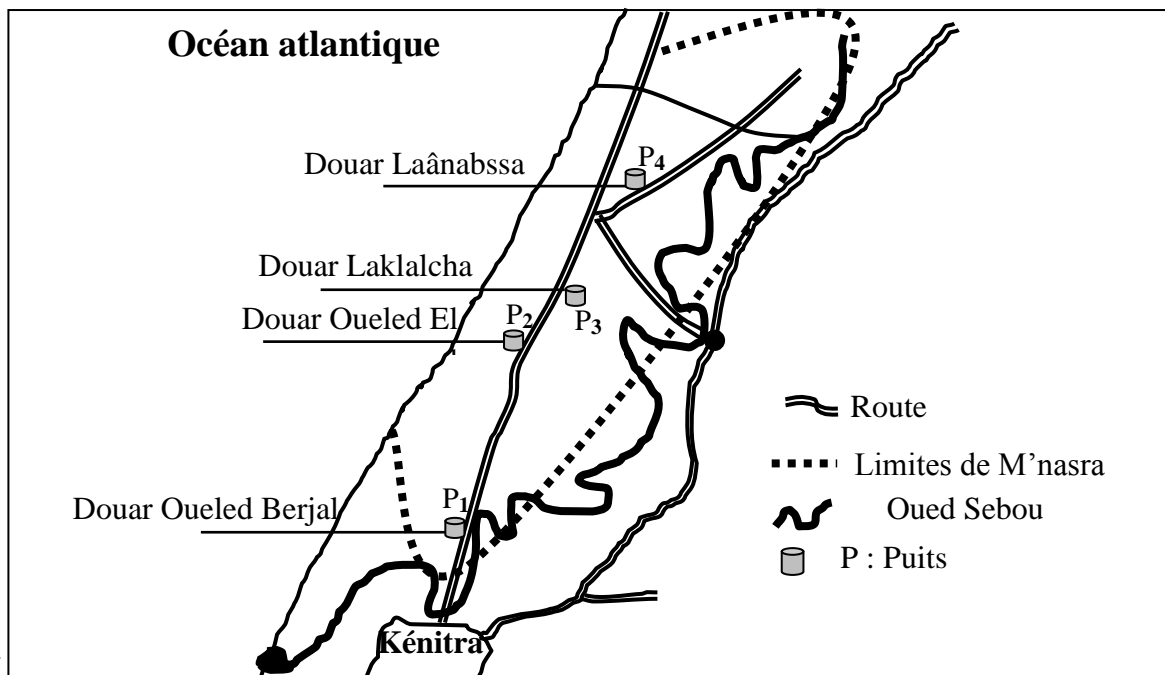 Océan atlantique
Douar Laânabssa
P4
Douar Laklalcha
P3
Douar Oueled El
P2
Douar Oueled Berjal
P1
Kénitra
Route
Limites de M'nasra
Oued Sebou
P : Puits